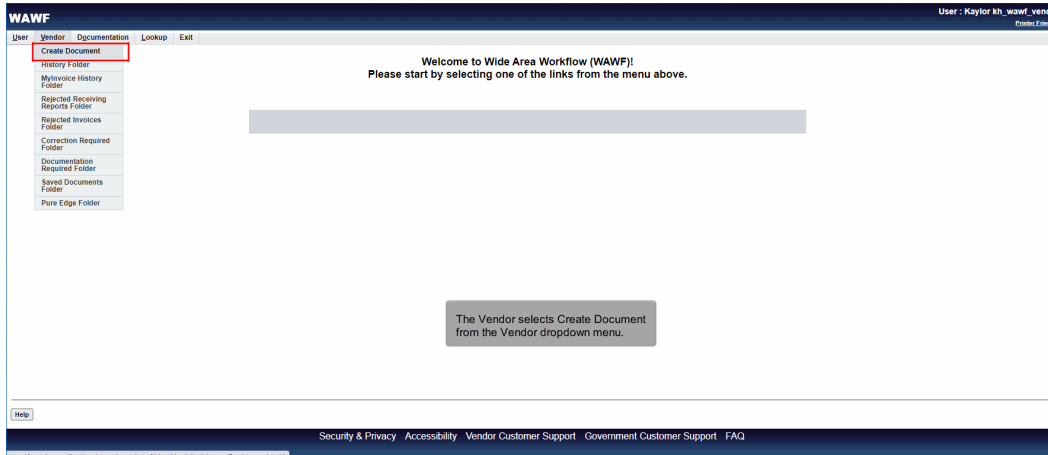 WAWF
User : Kaylor kh_wawf_vend
Printer Frie
User Vendor Documentation Lookup Exit
Create Document
History Folder
MyInvoice History
Folder
Rejected Receiving
Reports Folder
Rejected Invoices
Folder
Correction Required
Folder
Documentation
Required Folder
Saved Documents
Folder
Pure Edge Folder
Welcome to Wide Area Workflow (WAWF)!
Please start by selecting one of the links from the menu above.
The Vendor selects Create Document
from the Vendor dropdown menu.
Help
Security & Privacy Accessibility Vendor Customer Support Government Customer Support FAQ